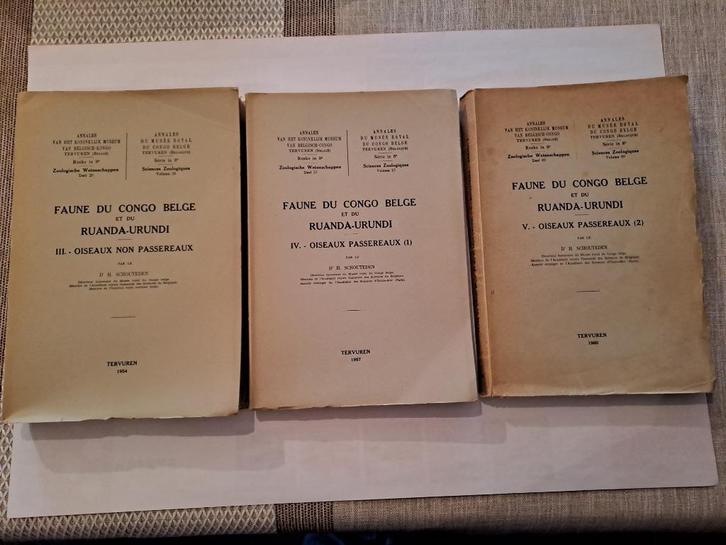 ANNALES
VAN HET KONINKLIJK MUSEUM
VAN BELGISCH-CONGO
TERVUREN (BELGIË)
Reeks in 8°
Zoologische Wetenschappen
ANNALES
DU MUSÉE ROYAL
DU CONGO BELGE
TERVUREN (BELGIQUE)
Série in 8°
Sciences Zoologiques
FAUNE DU CONGO BELGE
ET DU
RUANDA-URUNDI
III. - OISEAUX NON PASSEREAUX
PAR LE
Dr H. SCHOUTEDEN
TERVUREN
1954
ANNALES
VAN HET KONINKLIJK MUSEUM
VAN BELGISCH-CONGO
TERVUREN (BELGIË)
Reeks in 8°
Zoologische Wetenschappen
Deel 57
ANNALES
DU MUSÉE ROYAL
DU CONGO BELGE
TERVUREN (BELGIQUE)
Série in 8°
Sciences Zoologiques
Volume 57
FAUNE DU CONGO BELGE
ET DU
RUANDA-URUNDI
IV. - OISEAUX PASSEREAUX (1)
PAR LE
Dr H. SCHOUTEDEN
TERVUREN
1957
ANNALES
VAN HET KONINKLIJK MUSEUM
VAN BELGISCH-CONGO
TERVUREN (BELGIË)
Reeks in 8°
Zoologische Wetenschappen
ANNALES
DU MUSÉE ROYAL
DU CONGO BELGE
TERVUREN (BELGIQUE)
Série in 8°
Sciences Zoologiques
FAUNE DU CONGO BELGE
ET DU
RUANDA-URUNDI
V. - OISEAUX PASSEREAUX (2)
PAR LE
Dr H. SCHOUTEDEN
TERVUREN
1960